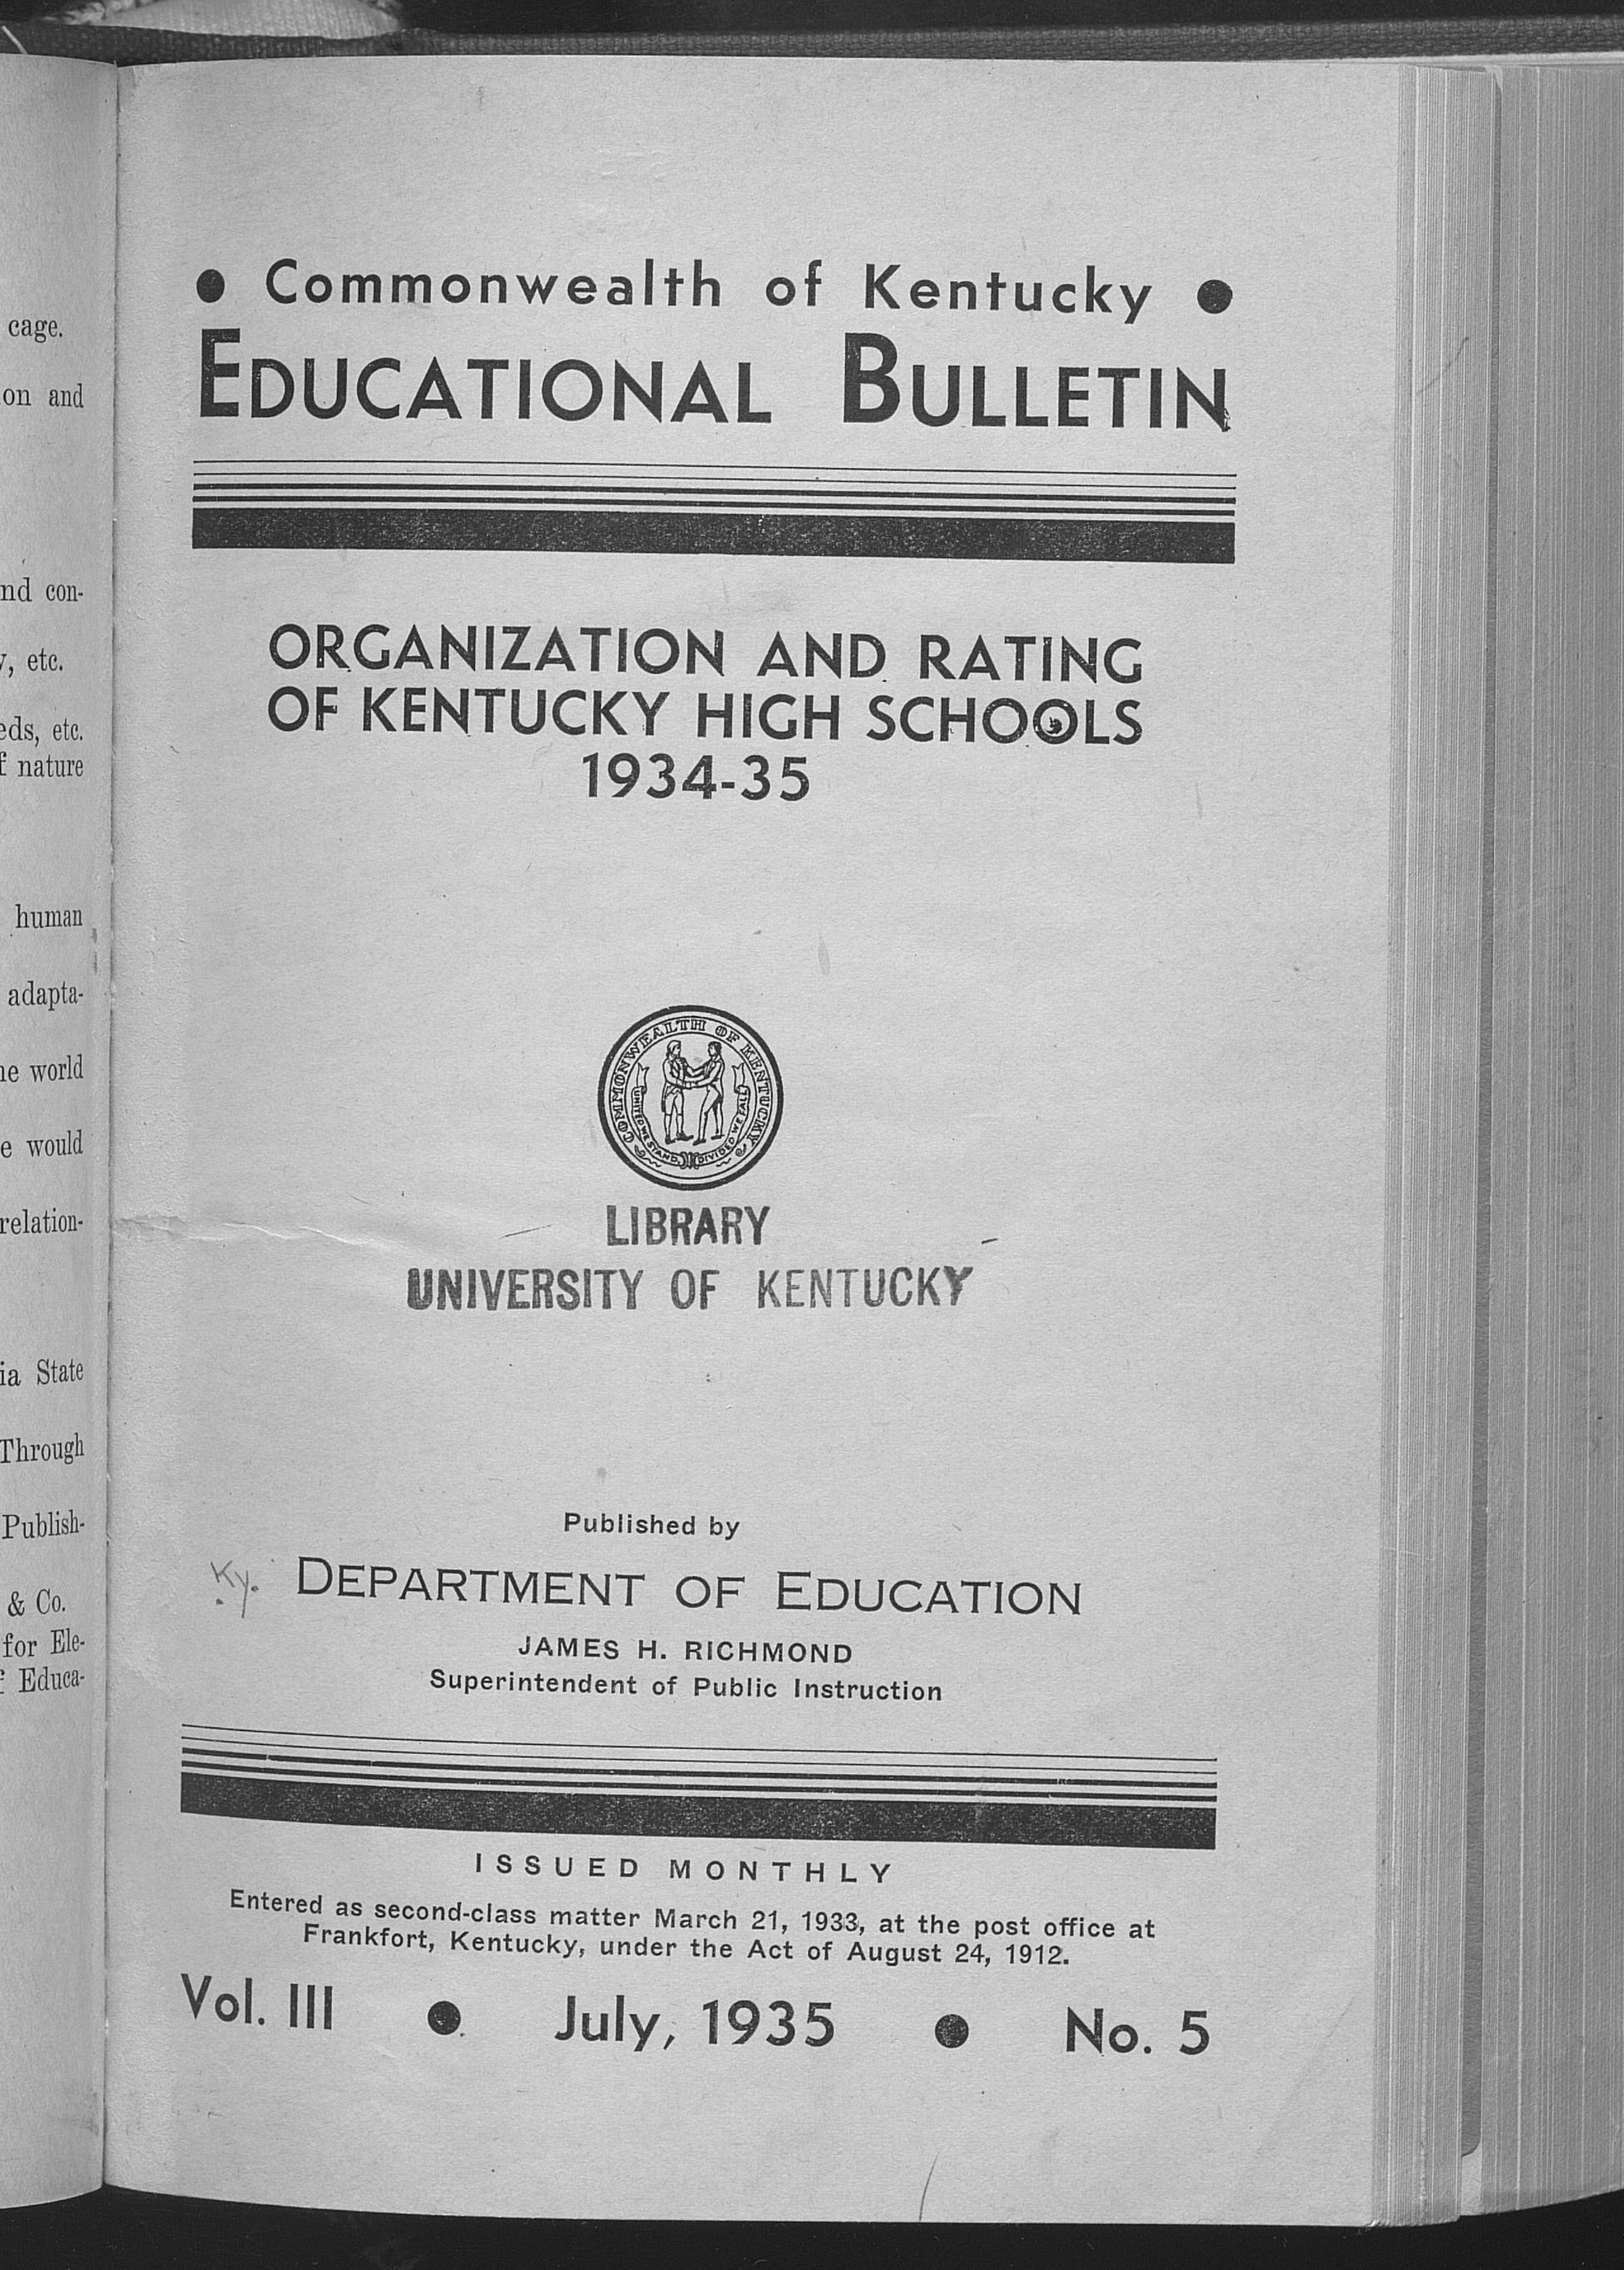 cage.
on and
nd con-
y, etc.
eds, etc.
f nature
human
adapta-
he world
e would
relation-
ia State
Through
Publish-
& Co.
for Ele-
f Educa-
• Commonwealth of Kentucky •
EDUCATIONAL BULLETIN
ORGANIZATION AND RATING
OF KENTUCKY HIGH SCHOOLS
1934-35
COMMONWEALTH OF KENTUCKY
UNITED WE STAND, DIVIDED WE FALL
LIBRARY
UNIVERSITY OF KENTUCKY
Published by
Ky. DEPARTMENT OF EDUCATION
JAMES H. RICHMOND
Superintendent of Public Instruction
ISSUED MONTHLY
Entered as second-class matter March 21, 1933, at the post office at
Frankfort, Kentucky, under the Act of August 24, 1912.
Vol. III • July, 1935 • No. 5